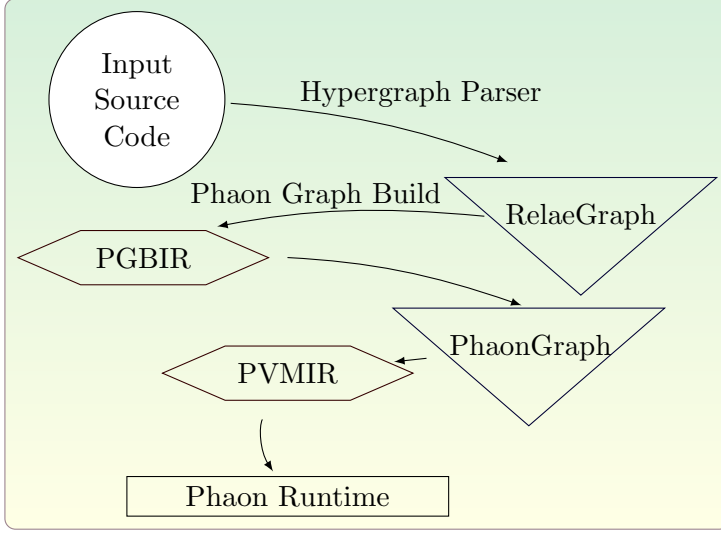 Input
Source
Code
Hypergraph Parser
Phaon Graph Build
RelaeGraph
PGBIR
PhaonGraph
PVMIR
Phaon Runtime